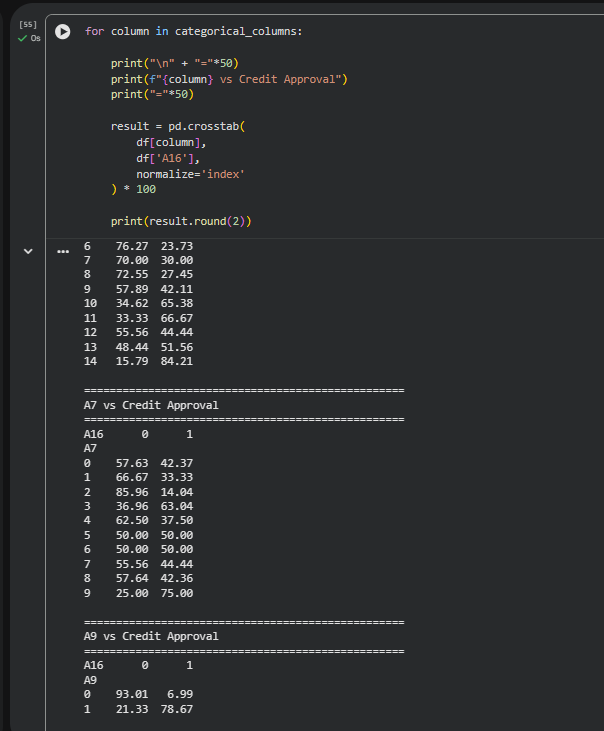 [55]
0s
for column in categorical_columns:
print("\n" + "="*50)
print(f"{column} vs Credit Approval")
print("="*50)
result = pd.crosstab(
df[column],
df['A16'],
normalize='index'
) * 100
print(result.round(2))
6 76.27 23.73
7 70.00 30.00
8 72.55 27.45
9 57.89 42.11
10 34.62 65.38
11 33.33 66.67
12 55.56 44.44
13 48.44 51.56
14 15.79 84.21
==================================================
A7 vs Credit Approval
==================================================
A16 0 1
A7
0 57.63 42.37
1 66.67 33.33
2 85.96 14.04
3 36.96 63.04
4 62.50 37.50
5 50.00 50.00
6 50.00 50.00
7 55.56 44.44
8 57.64 42.36
9 25.00 75.00
==================================================
A9 vs Credit Approval
==================================================
A16 0 1
A9
0 93.01 6.99
1 21.33 78.67